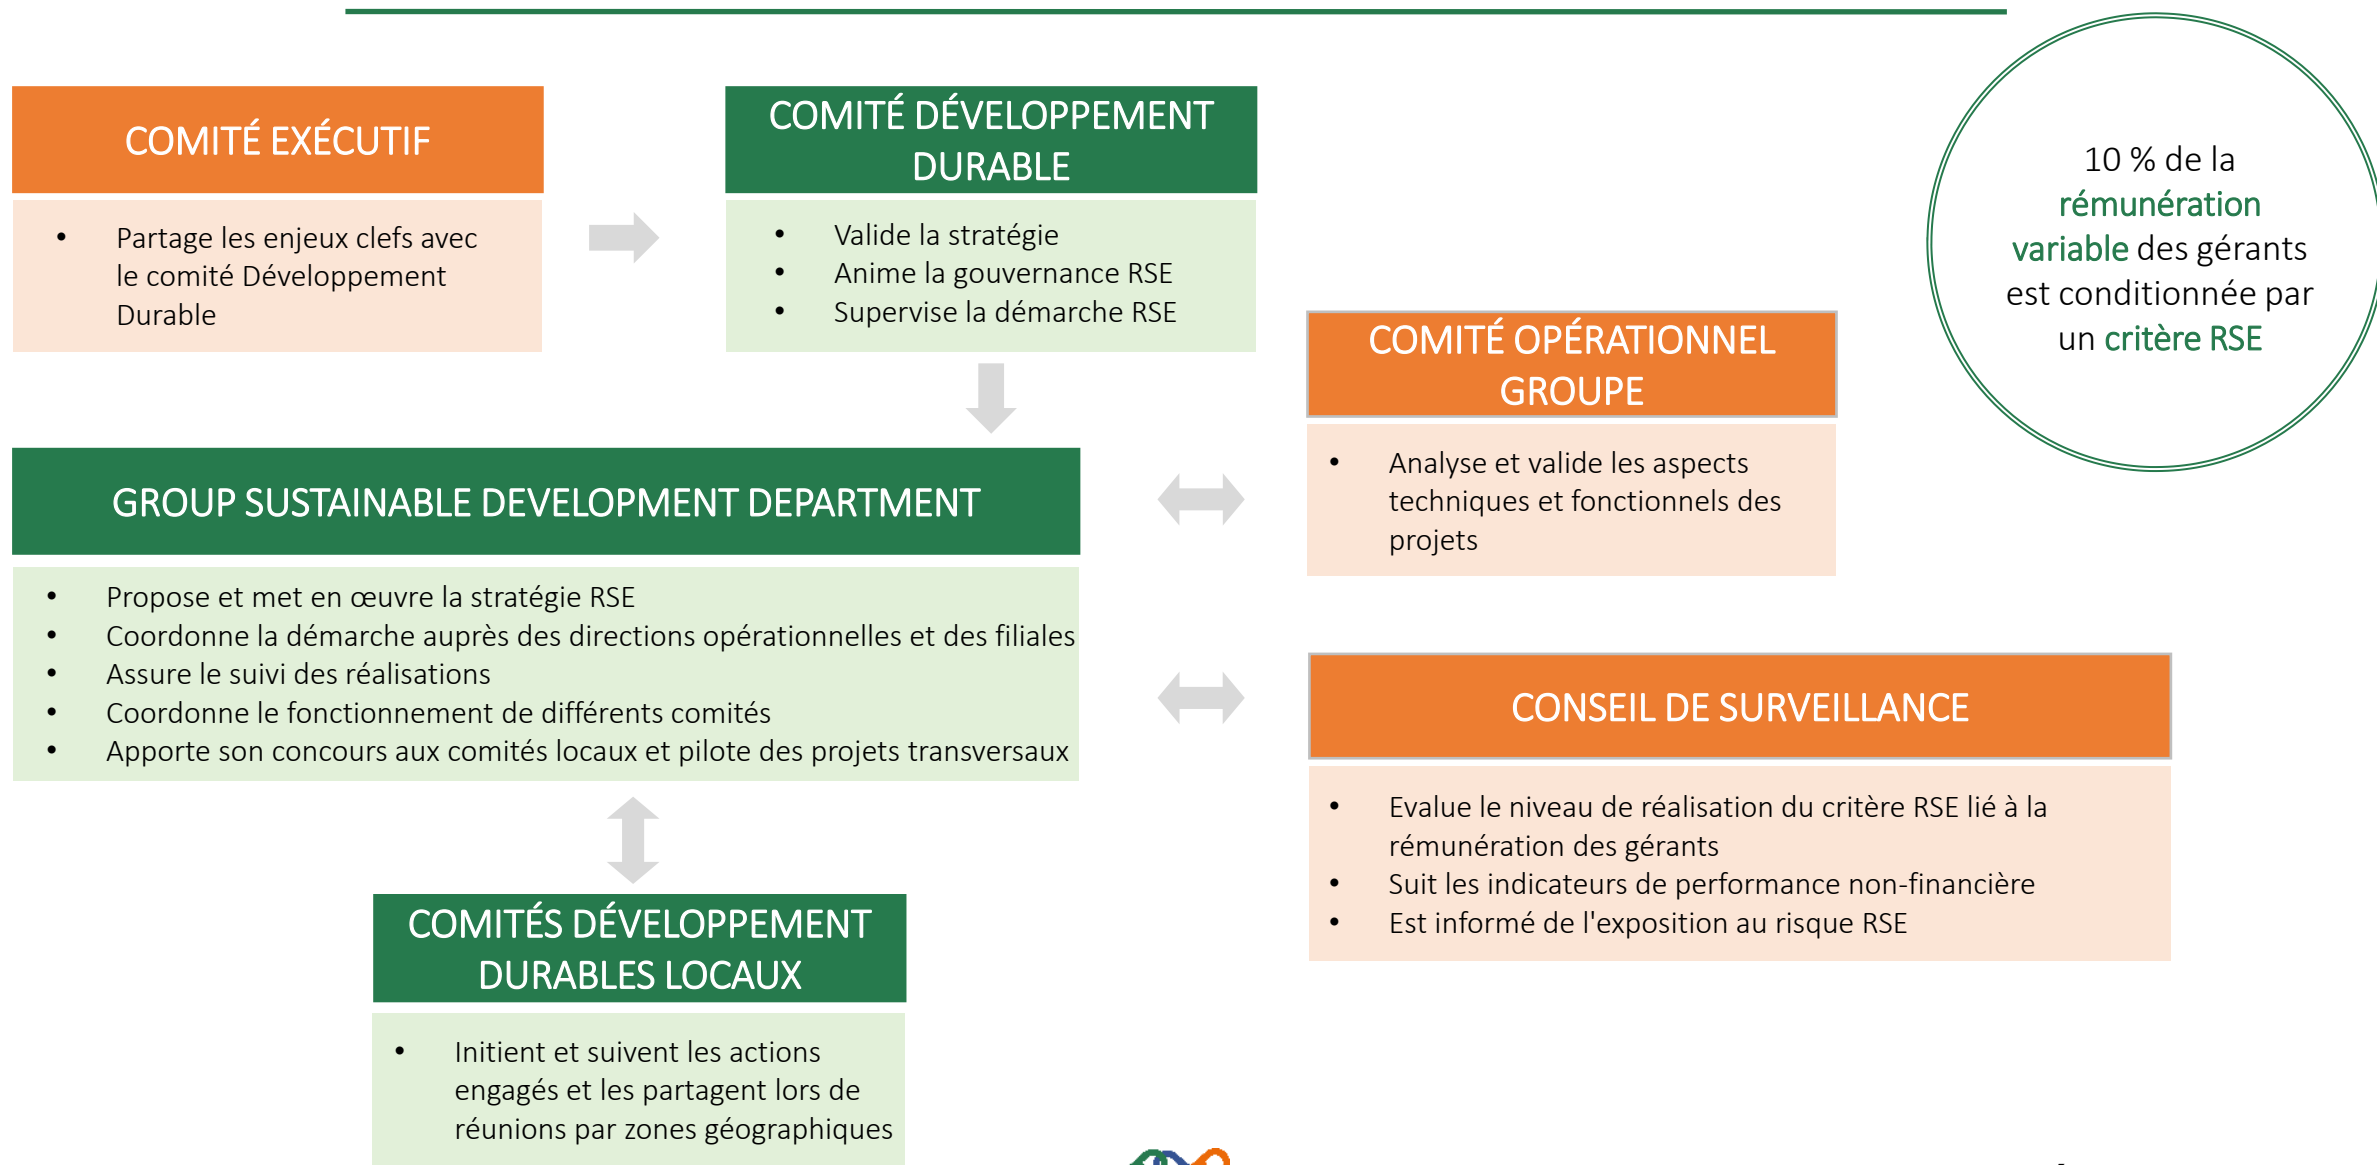 COMITÉ EXÉCUTIF
• Partage les enjeux clefs avec
le comité Développement
Durable
COMITÉ DÉVELOPPEMENT
DURABLE
• Valide la stratégie
• Anime la gouvernance RSE
• Supervise la démarche RSE
10 % de la
rémunération
variable des gérants
est conditionnée par
un critère RSE
COMITÉ OPÉRATIONNEL
GROUPE
• Analyse et valide les aspects
techniques et fonctionnels des
projets
GROUP SUSTAINABLE DEVELOPMENT DEPARTMENT
• Propose et met en œuvre la stratégie RSE
• Coordonne la démarche auprès des directions opérationnelles et des filiales
• Assure le suivi des réalisations
• Coordonne le fonctionnement de différents comités
• Apporte son concours aux comités locaux et pilote des projets transversaux
CONSEIL DE SURVEILLANCE
• Evalue le niveau de réalisation du critère RSE lié à la
rémunération des gérants
• Suit les indicateurs de performance non-financière
• Est informé de l'exposition au risque RSE
COMITÉS DÉVELOPPEMENT
DURABLES LOCAUX
• Initient et suivent les actions
engagés et les partagent lors de
réunions par zones géographiques